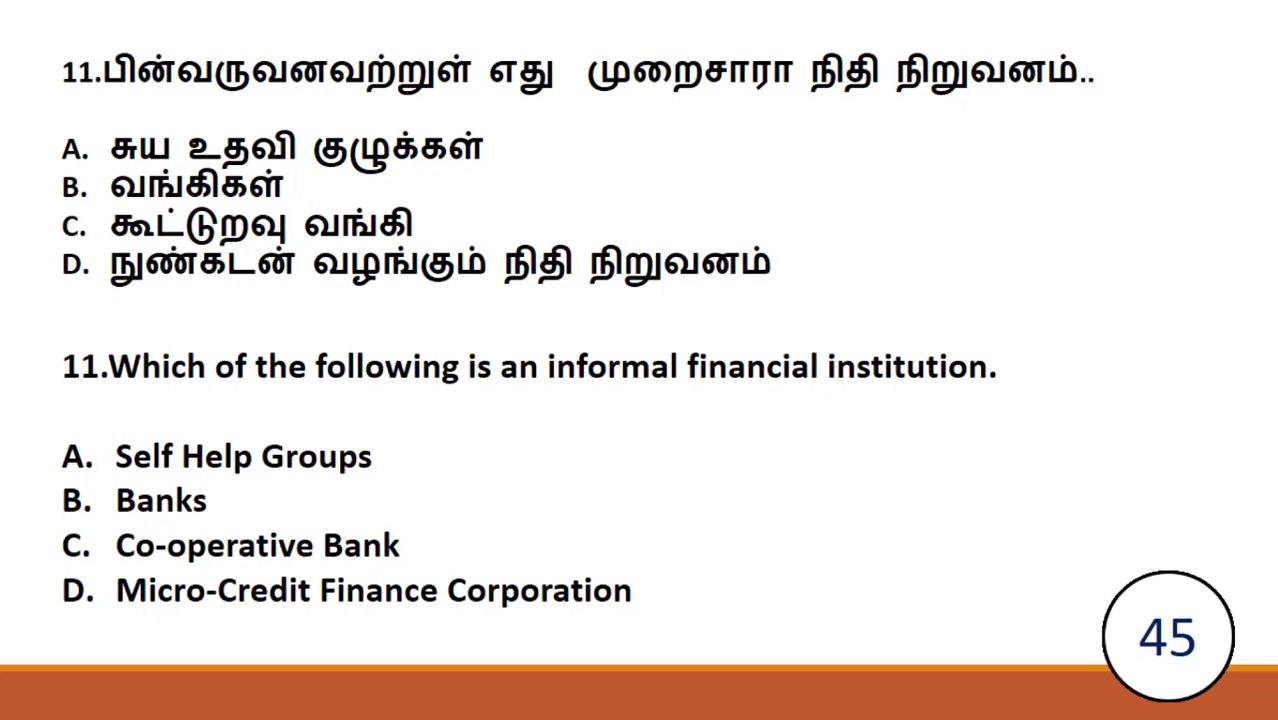 11.பின்வருவனவற்றுள் எது முறைசாரா நிதி நிறுவனம்..
A. சுய உதவி குழுக்கள்
B. வங்கிகள்
C. கூட்டுறவு வங்கி
D. நுண்கடன் வழங்கும் நிதி நிறுவனம்
11.Which of the following is an informal financial institution.
A. Self Help Groups
B. Banks
C. Co-operative Bank
D. Micro-Credit Finance Corporation
45